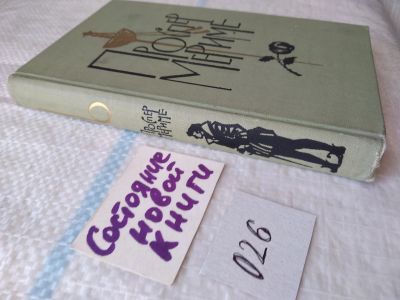 ПРОСПЕР
МЕРИМЕ
ПРОСПЕР
МЕРИМЕ
Состояние
новой
книги
026